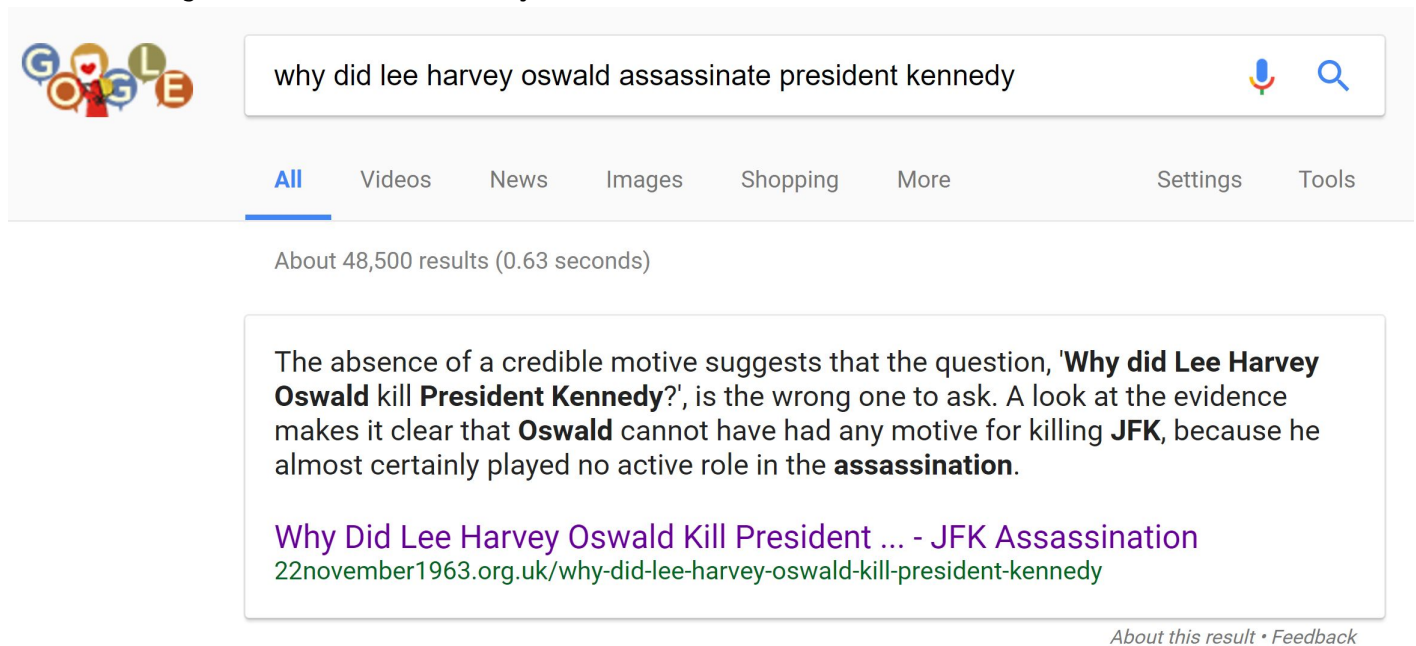 GOOGLE
why did lee harvey oswald assassinate president kennedy
All Videos News Images Shopping More Settings Tools
About 48,500 results (0.63 seconds)
The absence of a credible motive suggests that the question, 'Why did Lee Harvey
Oswald kill President Kennedy?', is the wrong one to ask. A look at the evidence
makes it clear that Oswald cannot have had any motive for killing JFK, because he
almost certainly played no active role in the assassination.
Why Did Lee Harvey Oswald Kill President ... - JFK Assassination
22november1963.org.uk/why-did-lee-harvey-oswald-kill-president-kennedy
About this result • Feedback